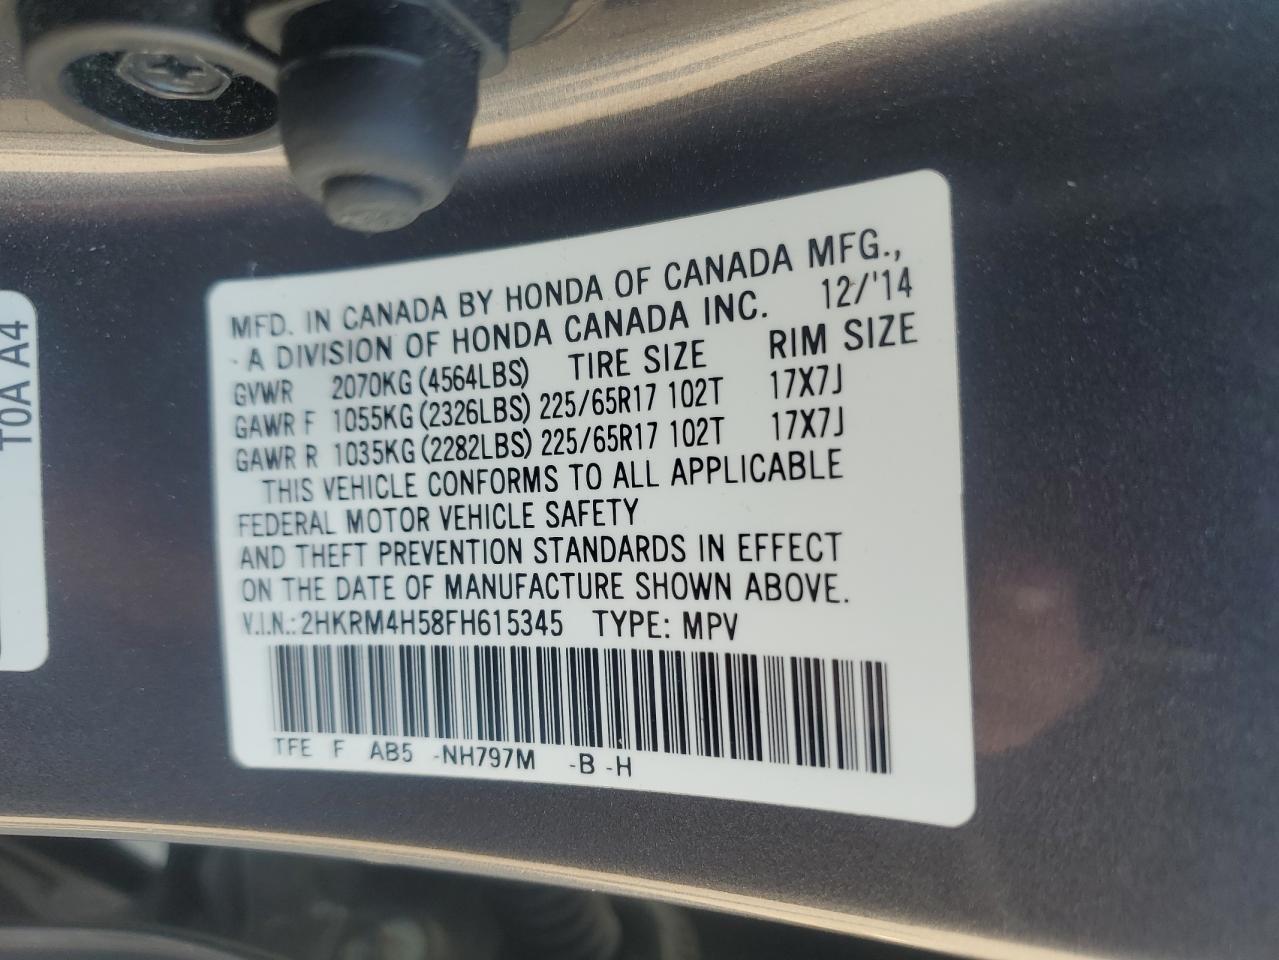 MFD. IN CANADA BY HONDA OF CANADA MFG.,
- A DIVISION OF HONDA CANADA INC. 12/'14
GVWR 2070KG (4564LBS) TIRE SIZE RIM SIZE
GAWR F 1055KG (2326LBS) 225/65R17 102T 17X7J
GAWR R 1035KG (2282LBS) 225/65R17 102T 17X7J
THIS VEHICLE CONFORMS TO ALL APPLICABLE
FEDERAL MOTOR VEHICLE SAFETY
AND THEFT PREVENTION STANDARDS IN EFFECT
ON THE DATE OF MANUFACTURE SHOWN ABOVE.
V.I.N.: 2HKRM4H58FH615345 TYPE: MPV
TFE F AB5 -NH797M -B -H
T0A A4